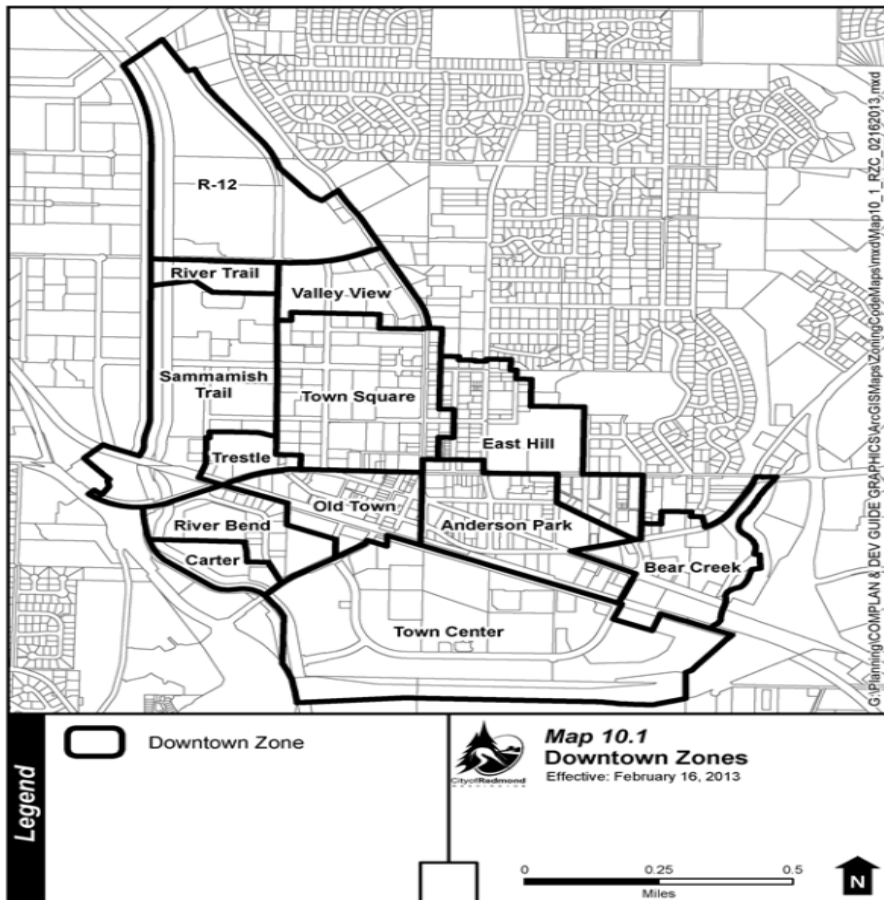 R-12
River Trail
Valley View
Sammamish
Trail
Town Square
East Hill
Trestle
Old Town
Anderson Park
River Bend
Carter
Bear Creek
Town Center
G:\Planning\COMPLAN & DEV GUIDE GRAPHICS\ArcGISMaps\ZoningCodeMaps\mxd\Map10_1_RZC_02162013.mxd
Legend
Downtown Zone
City of Redmond
WASHINGTON
Map 10.1
Downtown Zones
Effective: February 16, 2013
0 0.25 0.5
Miles
N